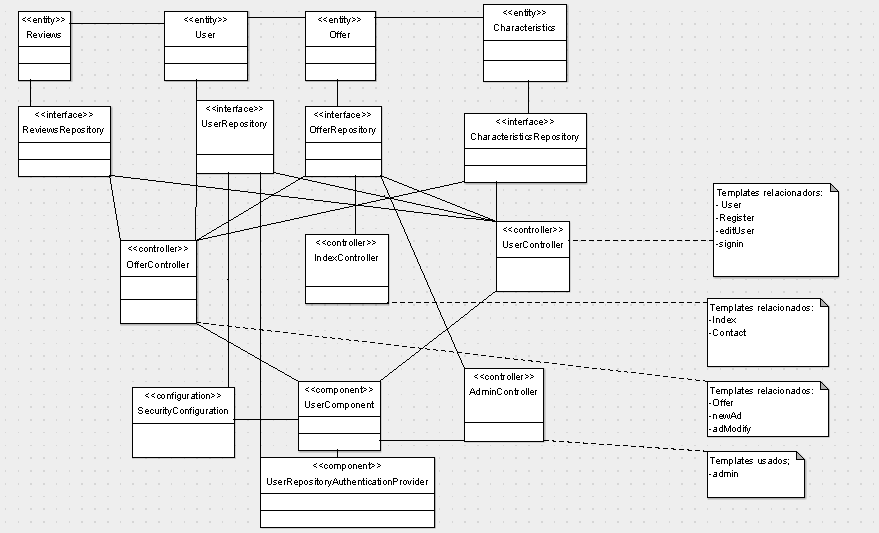 <<entity>>
Reviews
<<entity>>
User
<<entity>>
Offer
<<entity>>
Characteristics
<<interface>>
ReviewsRepository
<<interface>>
UserRepository
<<interface>>
OfferRepository
<<interface>>
CharacteristicsRepository
<<controller>>
OfferController
<<controller>>
IndexController
<<controller>>
UserController
Templates relacionadors:
- User
-Register
-editUser
-signin
Templates relacionados:
-Index
-Contact
<<configuration>>
SecurityConfiguration
<<component>>
UserComponent
<<controller>>
AdminController
Templates relacionados:
-Offer
-newAd
-adModify
<<component>>
UserRepositoryAuthenticationProvider
Templates usados;
-admin